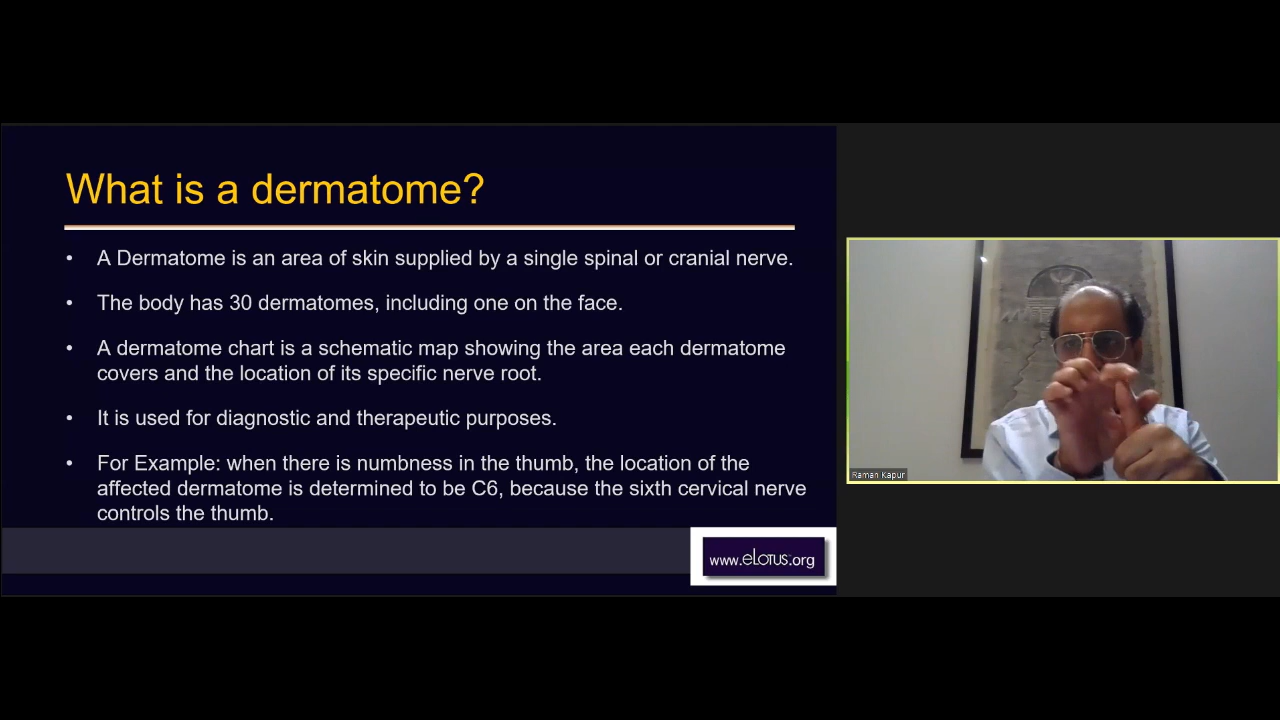 What is a dermatome?
• A Dermatome is an area of skin supplied by a single spinal or cranial nerve.
• The body has 30 dermatomes, including one on the face.
• A dermatome chart is a schematic map showing the area each dermatome
covers and the location of its specific nerve root.
• It is used for diagnostic and therapeutic purposes.
• For Example: when there is numbness in the thumb, the location of the
affected dermatome is determined to be C6, because the sixth cervical nerve
controls the thumb.
www.eLotus.org
Raman Kapur